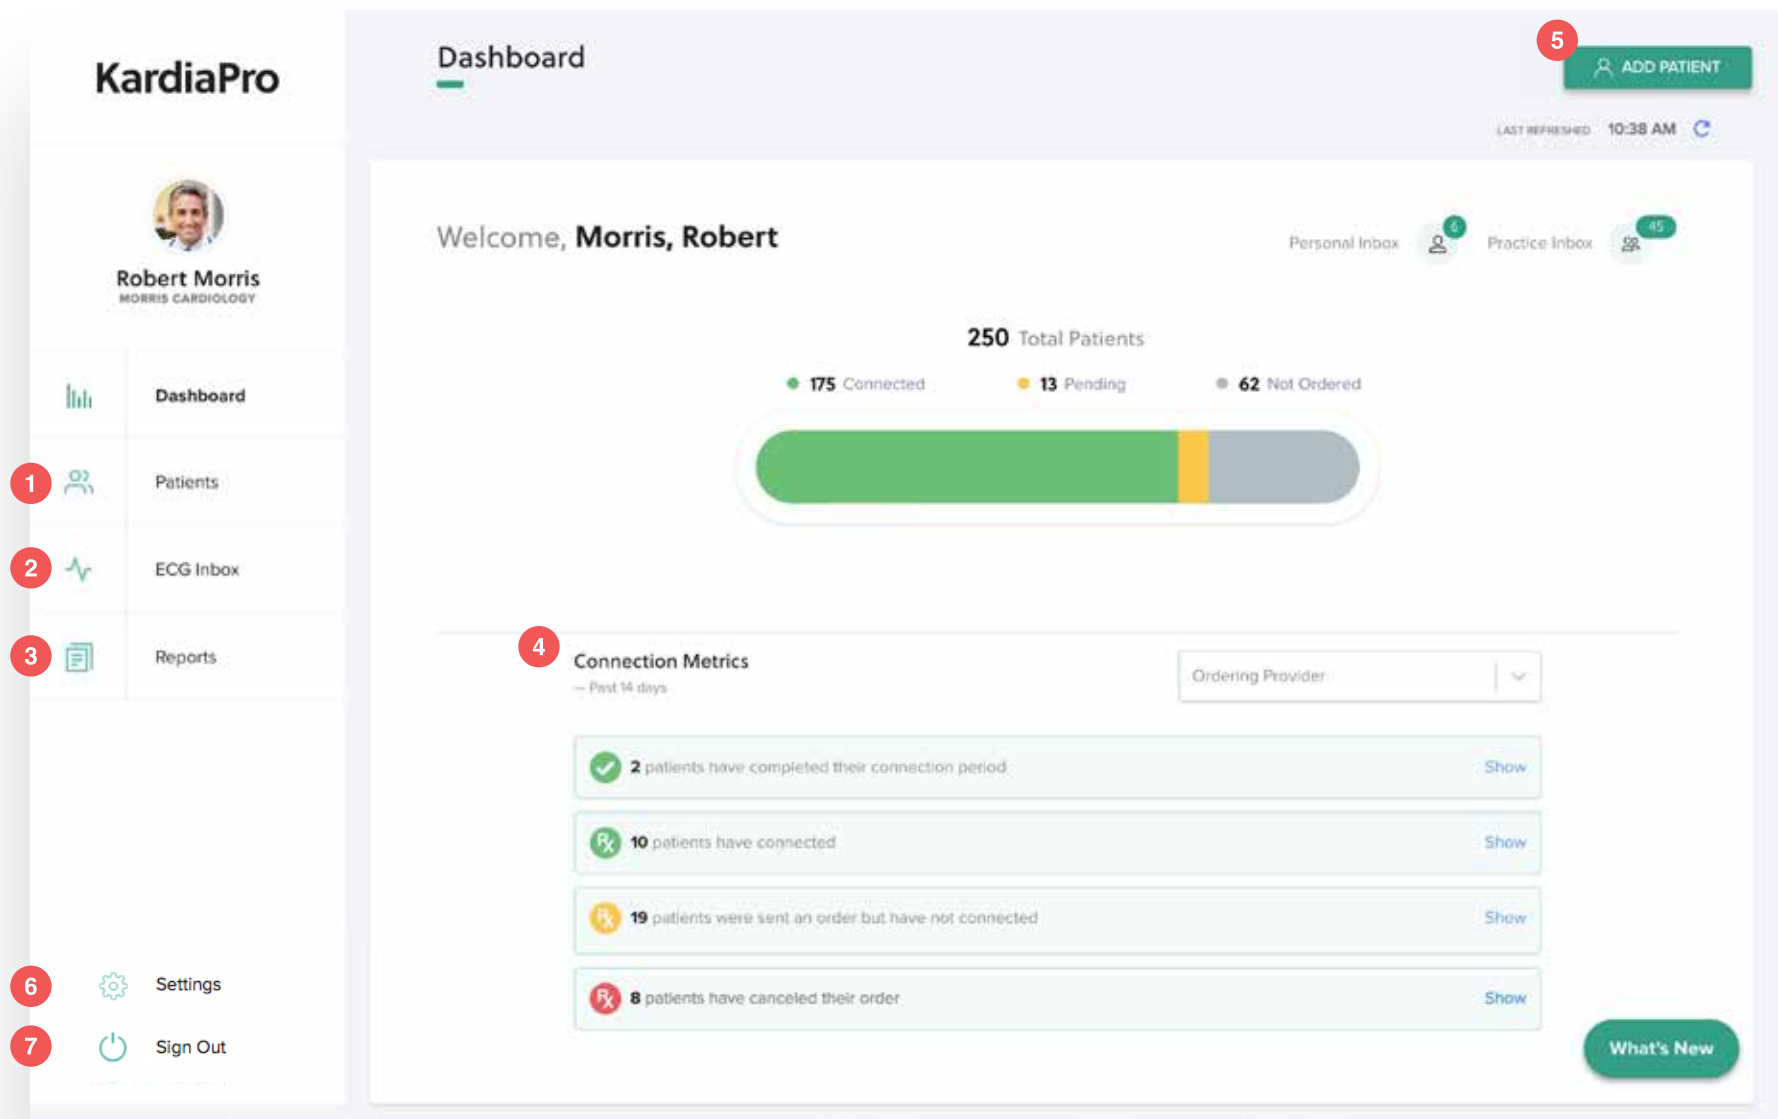 KardiaPro
Dashboard
5
ADD PATIENT
LAST REFRESHED 10:38 AM
Robert Morris
MORRIS CARDIOLOGY
Welcome, Morris, Robert
Personal Inbox 6 Practice Inbox 45
250 Total Patients
175 Connected 13 Pending 62 Not Ordered
Dashboard
1 Patients
2 ECG Inbox
3 Reports
4
Connection Metrics
— Past 14 days
Ordering Provider
2 patients have completed their connection period Show
Rx 10 patients have connected Show
Rx 19 patients were sent an order but have not connected Show
Rx 8 patients have canceled their order Show
6 Settings
7 Sign Out
What's New